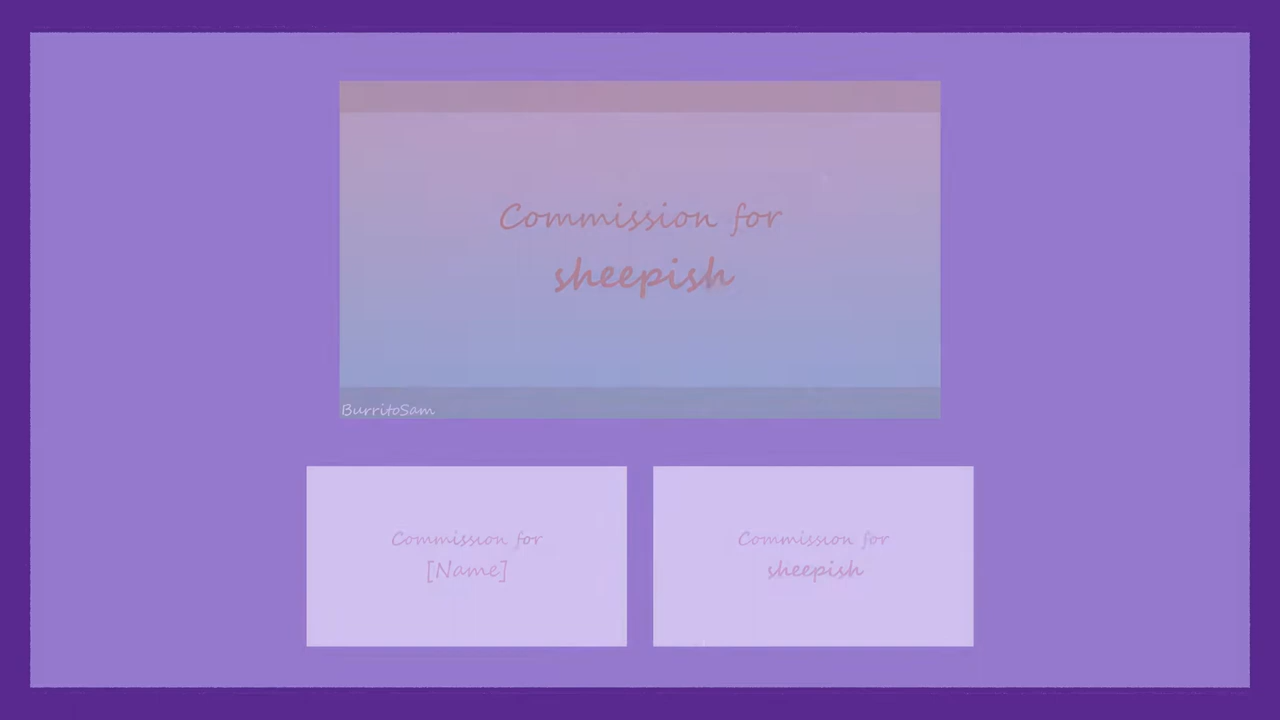 Commission for
sheepish
BurritoSam
Commission for
[Name]
Commission for
sheepish